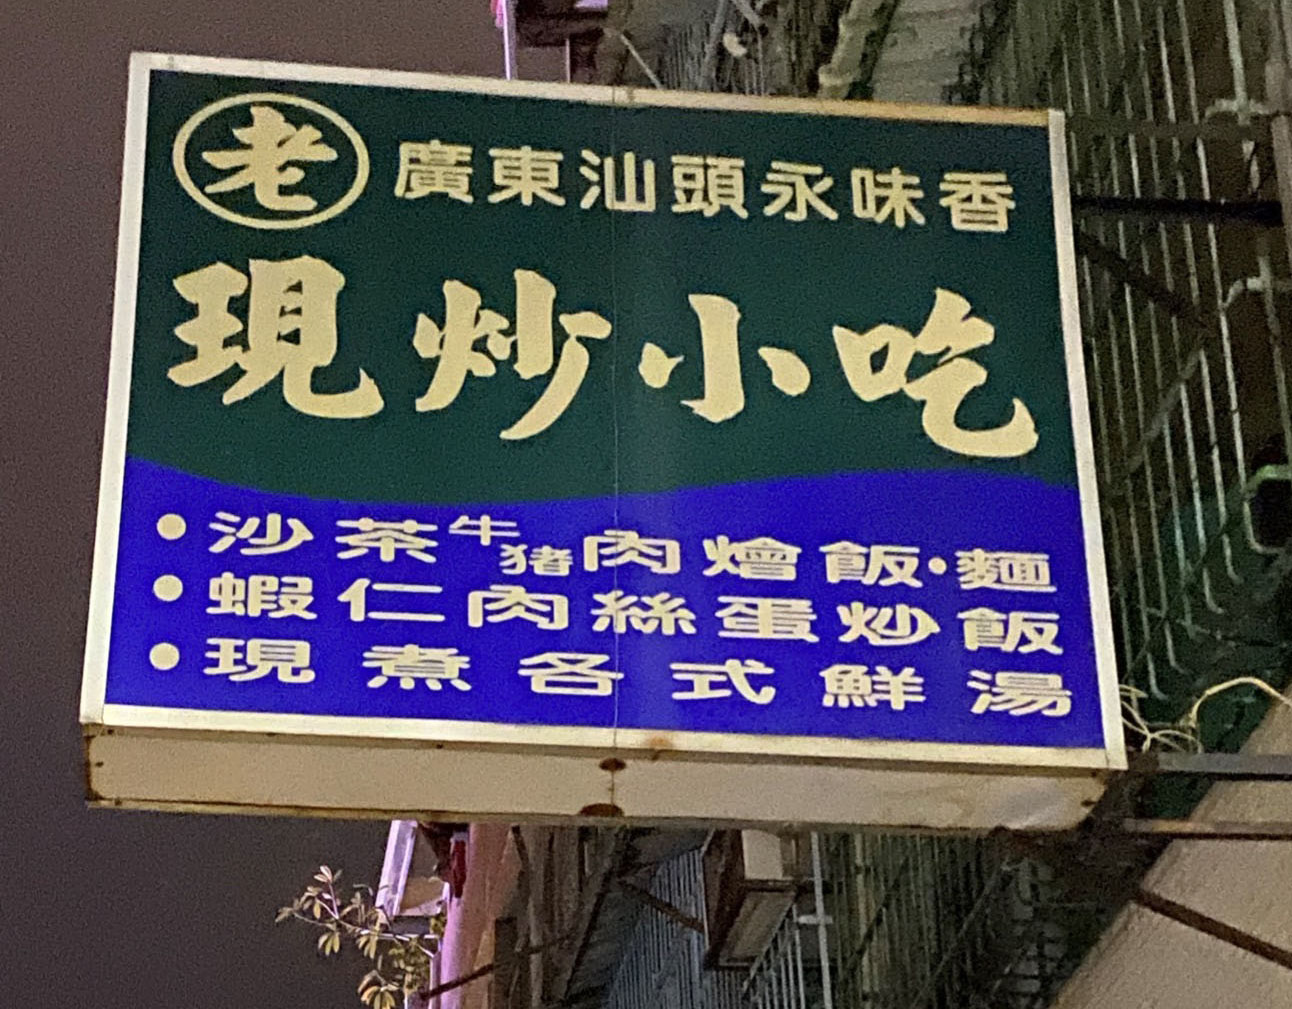 老 廣東汕頭永味香
現炒小吃
•沙茶牛猪肉燴飯•麵
•蝦仁肉絲蛋炒飯
•現煮各式鮮湯